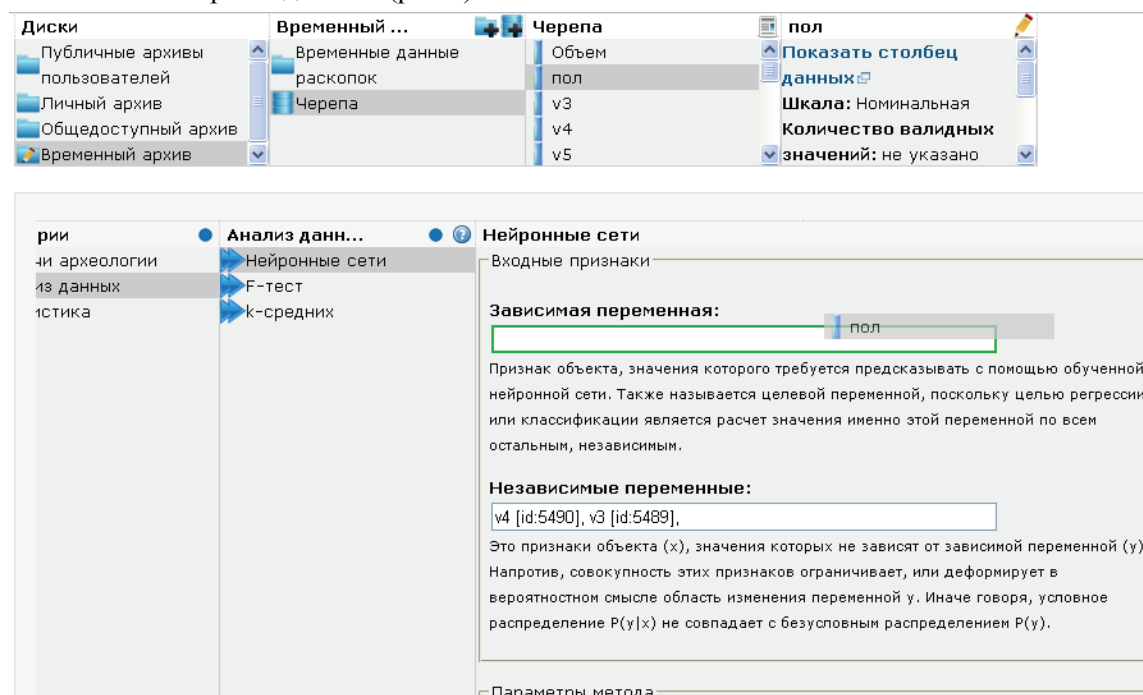 Диски
Публичные архивы
пользователей
Личный архив
Общедоступный архив
Временный архив
Временный ...
Временные данные
раскопок
Черепа
Черепа
Объем
пол
v3
v4
v5
пол
Показать столбец
данных
Шкала: Номинальная
Количество валидных
значений: не указано
рии
чи археологии
из данных
истика
Анализ данн...
Нейронные сети
F-тест
k-средних
Нейронные сети
Входные признаки
Зависимая переменная:
пол
Признак объекта, значения которого требуется предсказывать с помощью обученной
нейронной сети. Также называется целевой переменной, поскольку целью регрессии
или классификации является расчет значения именно этой переменной по всем
остальным, независимым.
Независимые переменные:
v4 [id:5490], v3 [id:5489],
Это признаки объекта (x), значения которых не зависят от зависимой переменной (y)
Напротив, совокупность этих признаков ограничивает, или деформирует в
вероятностном смысле область изменения переменной y. Иначе говоря, условное
распределение P(y|x) не совпадает с безусловным распределением P(y).
Параметры метода